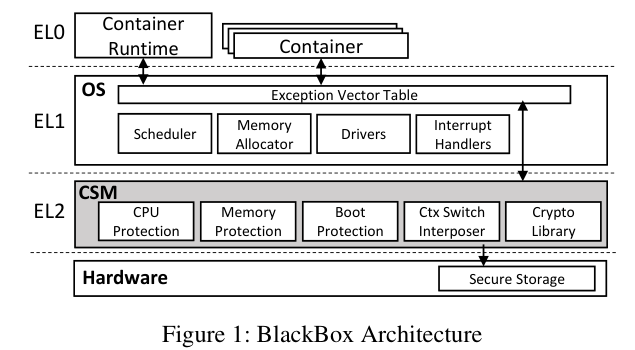 EL0
Container
Runtime
Container
OS
Exception Vector Table
EL1
Scheduler
Memory
Allocator
Drivers
Interrupt
Handlers
CSM
EL2
CPU
Protection
Memory
Protection
Boot
Protection
Ctx Switch
Interposer
Crypto
Library
Hardware
Secure Storage
Figure 1: BlackBox Architecture